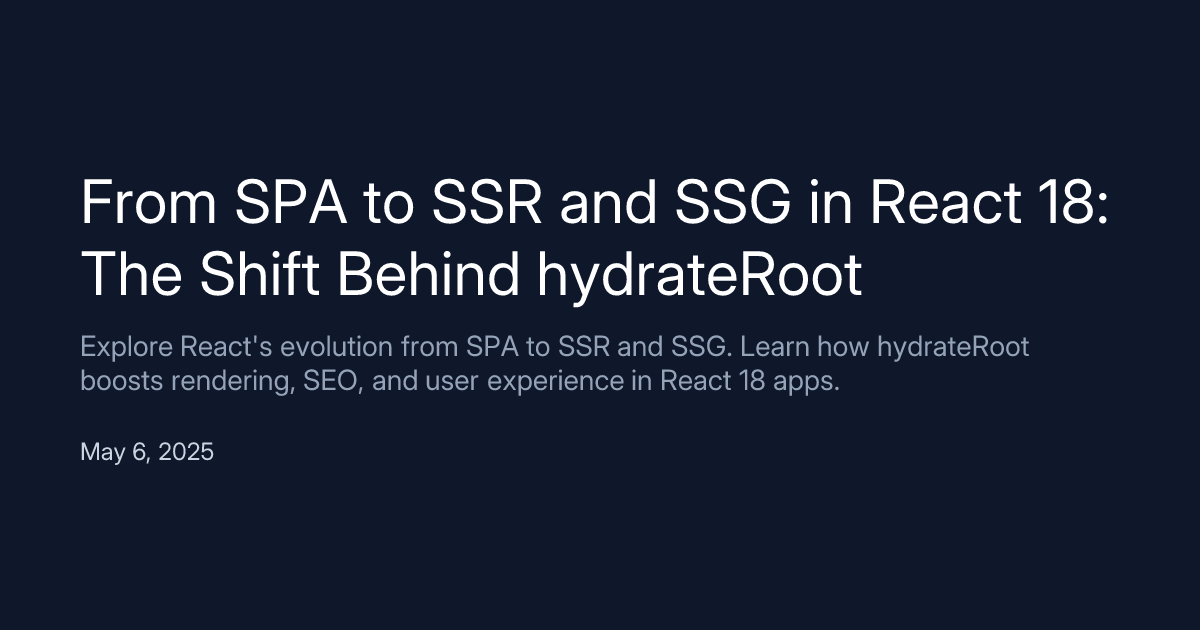 From SPA to SSR and SSG in React 18:
The Shift Behind hydrateRoot
Explore React's evolution from SPA to SSR and SSG. Learn how hydrateRoot
boosts rendering, SEO, and user experience in React 18 apps.
May 6, 2025